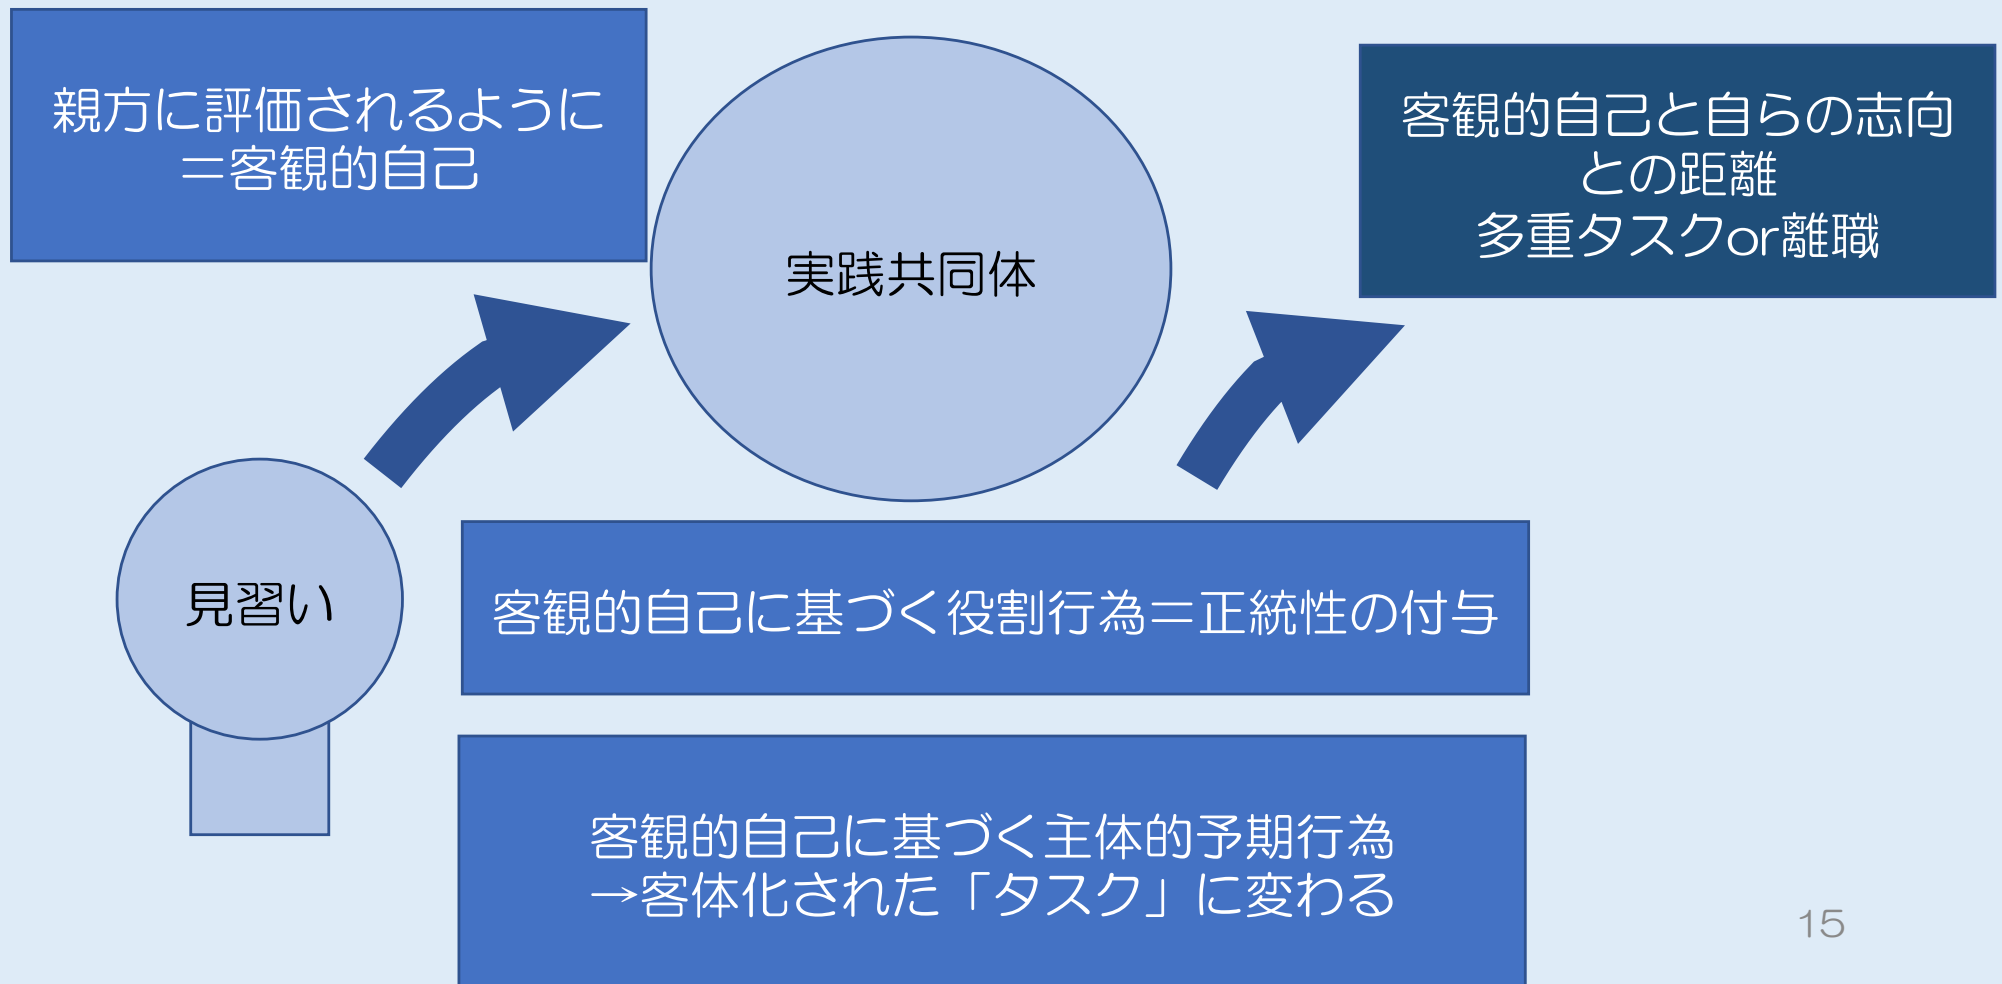 親方に評価されるように
＝客観的自己
実践共同体
客観的自己と自らの志向
との距離
多重タスクor離職
見習い
客観的自己に基づく役割行為＝正統性の付与
客観的自己に基づく主体的予期行為
→客体化された「タスク」に変わる
15